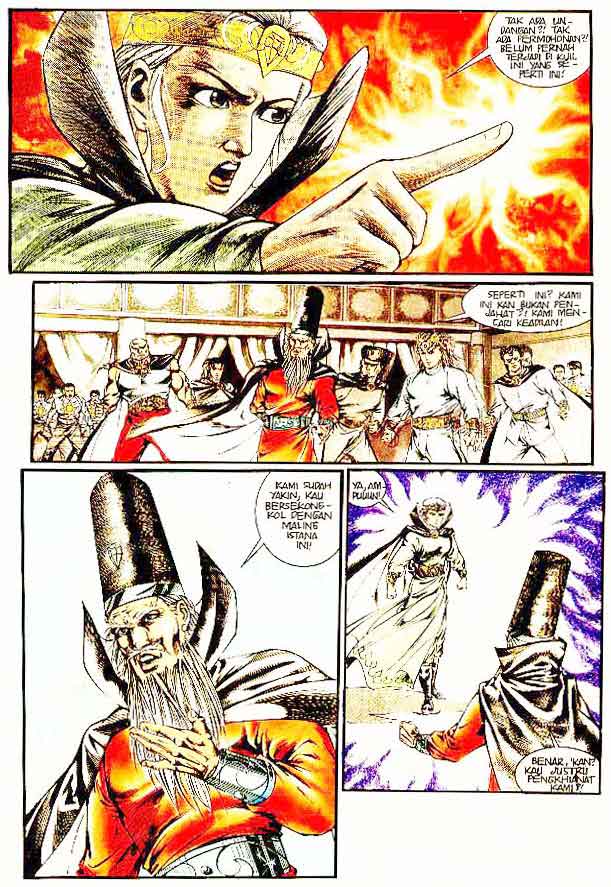 TAK ADA UN-
DANGAN?! TAK
ADA PERMOHONAN?!
BELUM PERNAH
TERJADI DI KUIL
INI YANG SE-
PERTI INI!
SEPERTI INI? KAMI
INI KAN BUKAN PEN-
JAHAT?! KAMI MEN-
CARI KEADILAN!
KAMI SUDAH
YAKIN, KAU
BERSEKONG-
KOL DENGAN
MALING
ISTANA
INI!
YA, AM-
PUUUN!
BENAR, 'KAN?
KAU JUSTRU
PENGKHIANAT
KAMI?!